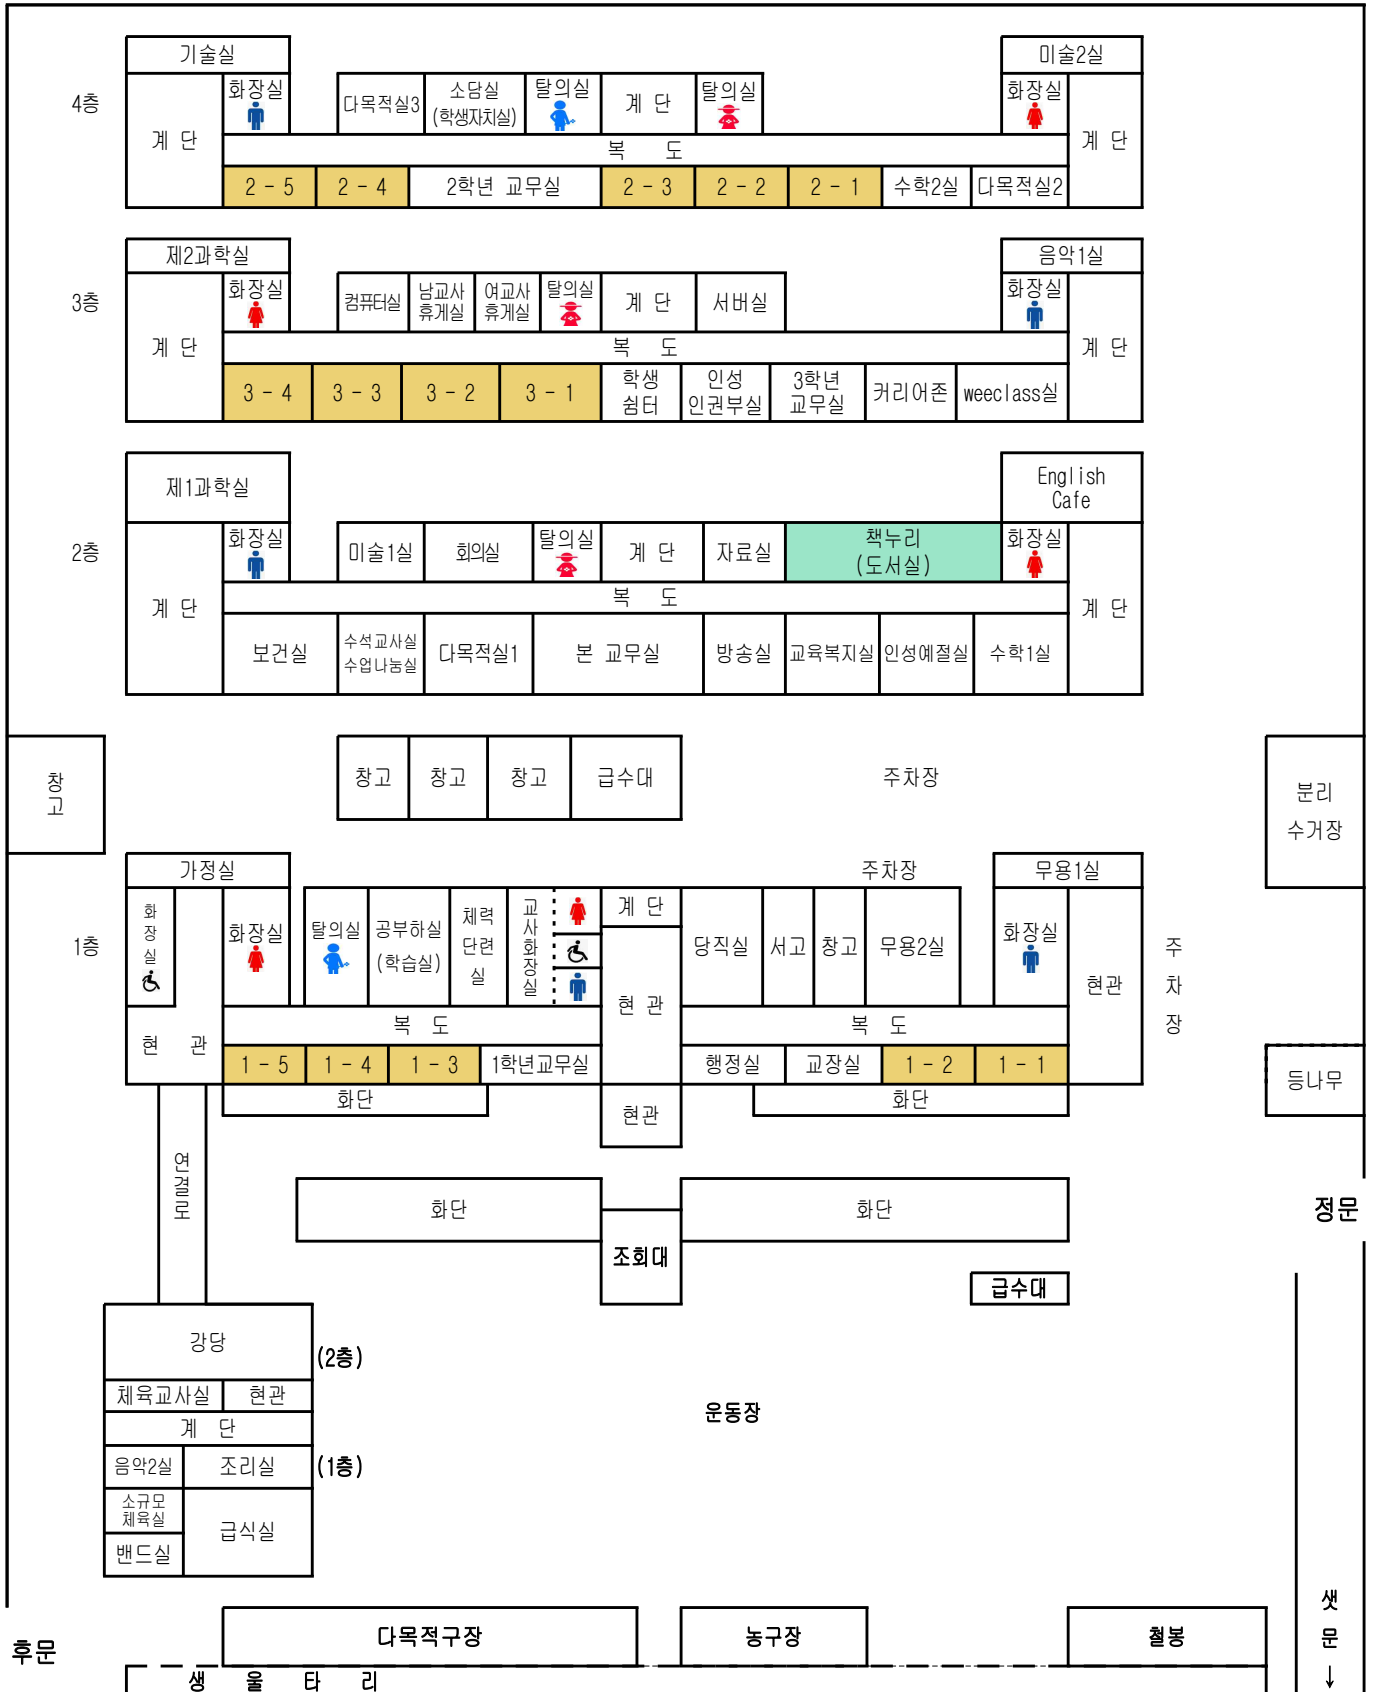 기술실
미술2실
4층
계 단
화장실
다목적실3
소담실
(학생자치실)
탈의실
계 단
탈의실
화장실
계 단
복 도
2 - 5
2 - 4
2학년 교무실
2 - 3
2 - 2
2 - 1
수학2실
다목적실2
제2과학실
음악1실
3층
계 단
화장실
컴퓨터실
남교사
휴게실
여교사
휴게실
탈의실
계 단
서버실
화장실
계 단
복 도
3 - 4
3 - 3
3 - 2
3 - 1
학생
쉼터
인성
인권부실
3학년
교무실
커리어존
weeclass실
제1과학실
English
Cafe
2층
계 단
화장실
미술1실
회의실
탈의실
계 단
자료실
책누리
(도서실)
화장실
계 단
복 도
보건실
수석교사실
수업나눔실
다목적실1
본 교무실
방송실
교육복지실
인성예절실
수학1실
창고
창고
창고
창고
급수대
주차장
분리
수거장
가정실
주차장
무용1실
1층
화장실
화장실
탈의실
공부하실
(학습실)
체력
단련
실
교사화장실
계 단
현 관
당직실
서고
창고
무용2실
화장실
현관
주차장
현 관
복 도
복 도
1 - 5
1 - 4
1 - 3
1학년교무실
행정실
교장실
1 - 2
1 - 1
등나무
화단
현관
화단
연결로
화단
화단
정문
조회대
급수대
강당
(2층)
체육교사실
현관
계 단
운동장
음악2실
조리실
(1층)
소규모
체육실
급식실
밴드실
후문
다목적구장
농구장
철봉
샛문↓
생 울 타 리